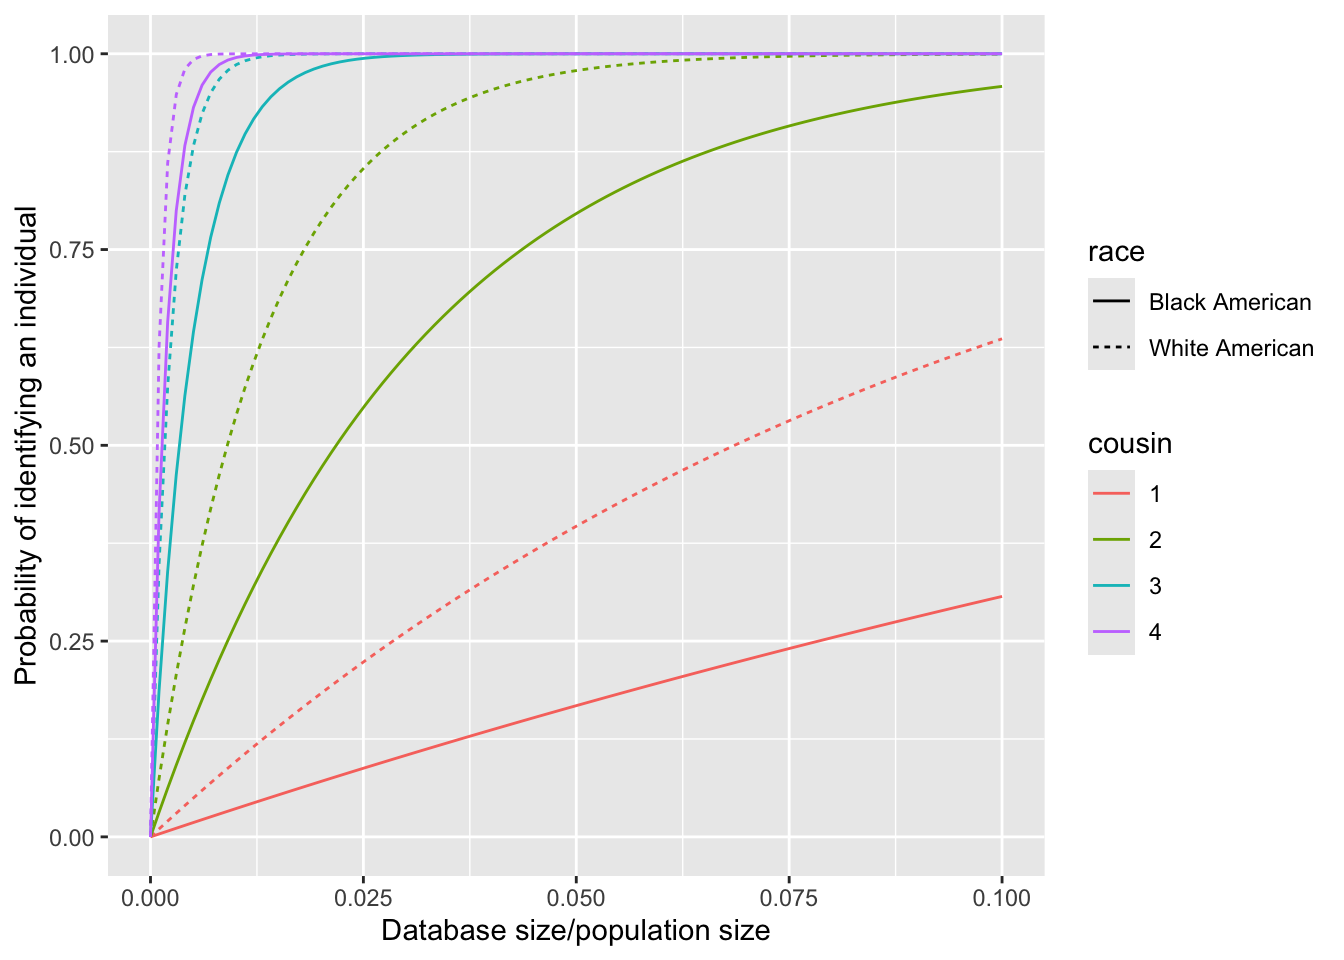 Probability of identifying an individual
1.00
0.75
0.50
0.25
0.00
0.000 0.025 0.050 0.075 0.100
Database size/population size
race
Black American
White American
cousin
1
2
3
4